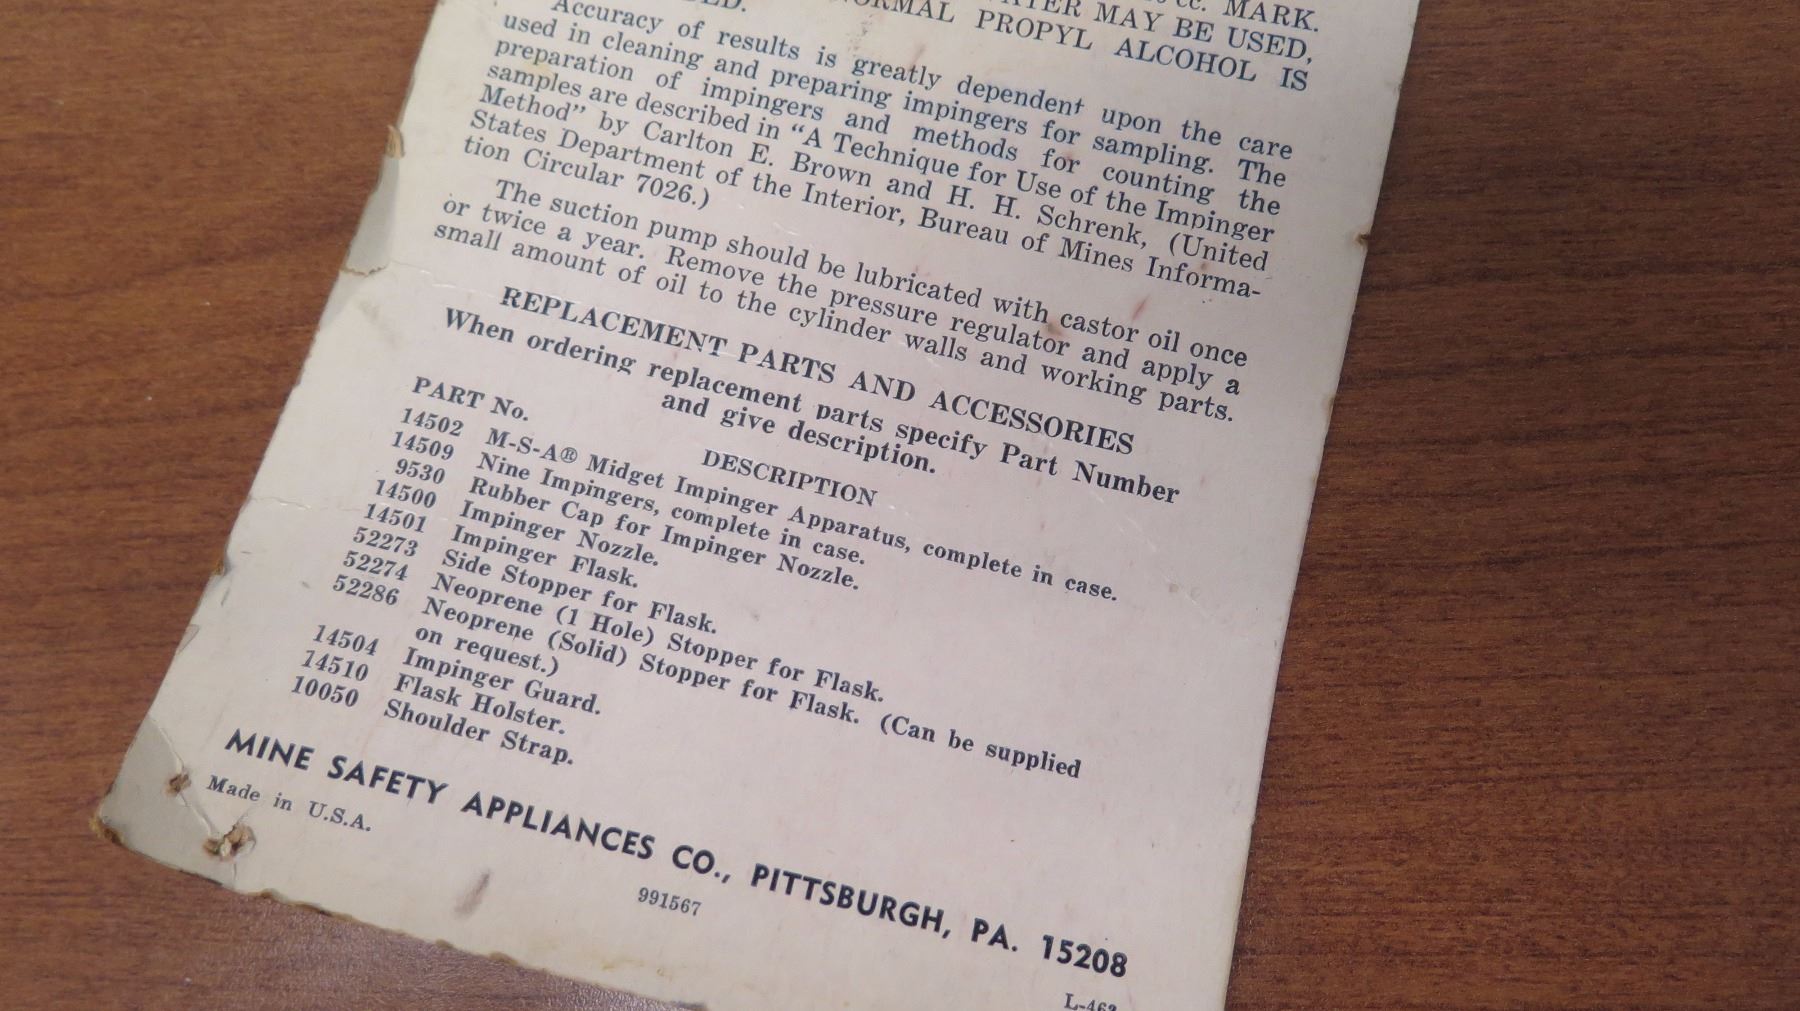 cc. MARK.
WATER MAY BE USED,
NORMAL PROPYL ALCOHOL IS
Accuracy of results is greatly dependent upon the care
used in cleaning and preparing impingers for sampling. The
preparation of impingers and methods for counting the
samples are described in “A Technique for Use of the Impinger
Method” by Carlton E. Brown and H. H. Schrenk, (United
States Department of the Interior, Bureau of Mines Informa-
tion Circular 7026.)
The suction pump should be lubricated with castor oil once
or twice a year. Remove the pressure regulator and apply a
small amount of oil to the cylinder walls and working parts.
REPLACEMENT PARTS AND ACCESSORIES
When ordering replacement parts specify Part Number
and give description.
PART No. DESCRIPTION
14502 M-S-A® Midget Impinger Apparatus, complete in case.
14509 Nine Impingers, complete in case.
9530 Rubber Cap for Impinger Nozzle.
14500 Impinger Nozzle.
14501 Impinger Flask.
52273 Side Stopper for Flask.
52274 Neoprene (1 Hole) Stopper for Flask.
52286 Neoprene (Solid) Stopper for Flask. (Can be supplied
on request.)
14504 Impinger Guard.
14510 Flask Holster.
10050 Shoulder Strap.
MINE SAFETY APPLIANCES CO., PITTSBURGH, PA. 15208
Made in U.S.A.
991567